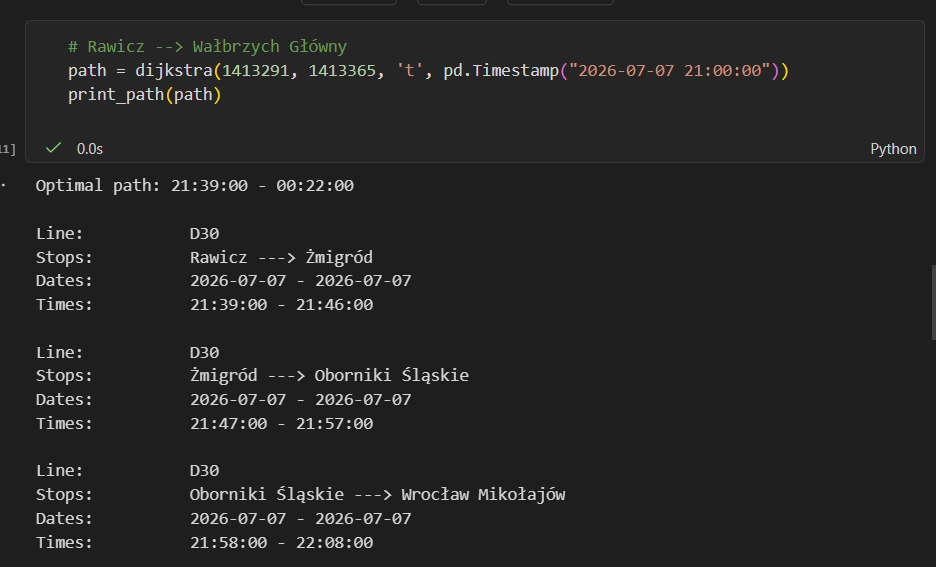 # Rawicz --> Wałbrzych Główny
path = dijkstra(1413291, 1413365, 't', pd.Timestamp("2026-07-07 21:00:00"))
print_path(path)
11]
0.0s
Python
Optimal path: 21:39:00 - 00:22:00
Line: D30
Stops: Rawicz ---> Żmigród
Dates: 2026-07-07 - 2026-07-07
Times: 21:39:00 - 21:46:00
Line: D30
Stops: Żmigród ---> Oborniki Śląskie
Dates: 2026-07-07 - 2026-07-07
Times: 21:47:00 - 21:57:00
Line: D30
Stops: Oborniki Śląskie ---> Wrocław Mikołajów
Dates: 2026-07-07 - 2026-07-07
Times: 21:58:00 - 22:08:00